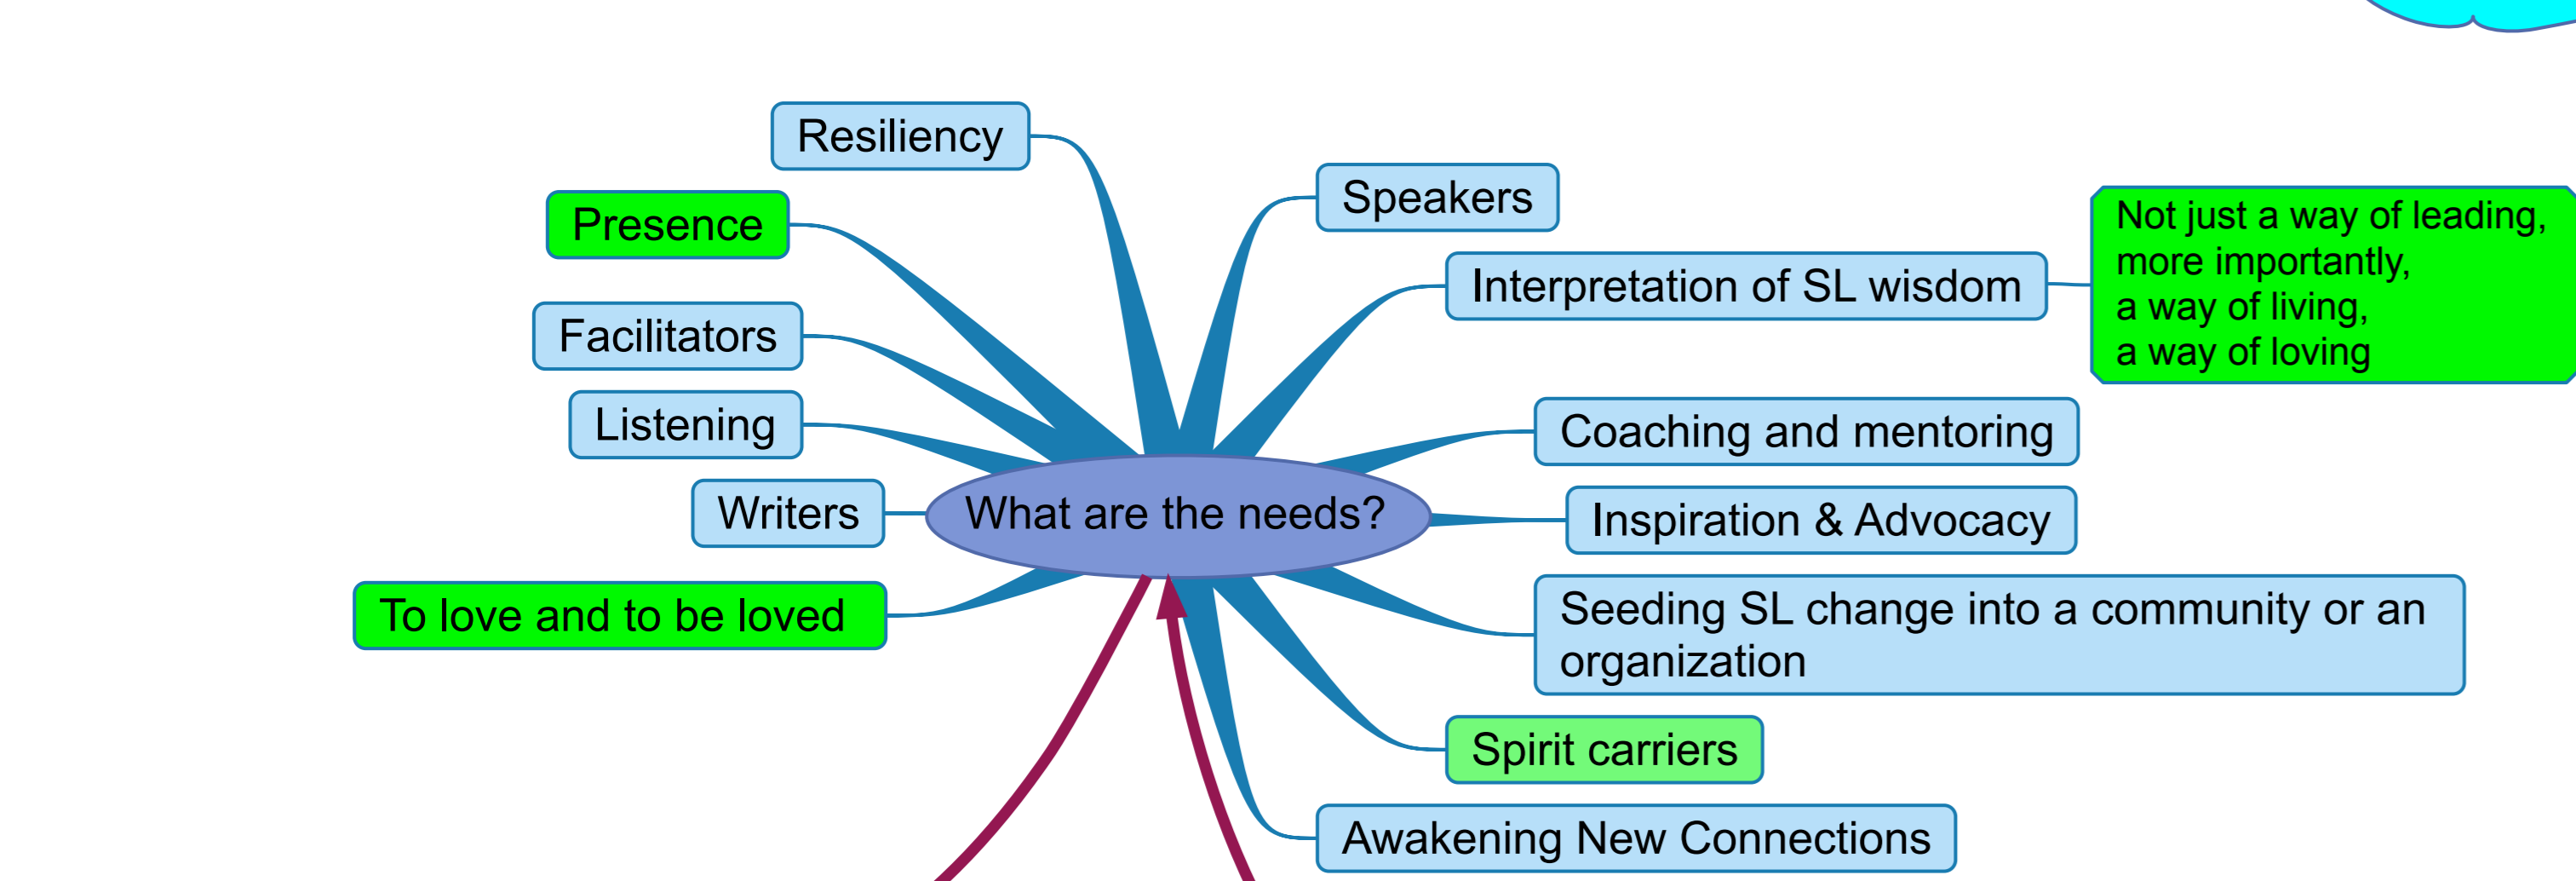 Resiliency
Presence
Facilitators
Listening
Writers
To love and to be loved
What are the needs?
Speakers
Interpretation of SL wisdom
Not just a way of leading,
more importantly,
a way of living,
a way of loving
Coaching and mentoring
Inspiration & Advocacy
Seeding SL change into a community or an
organization
Spirit carriers
Awakening New Connections